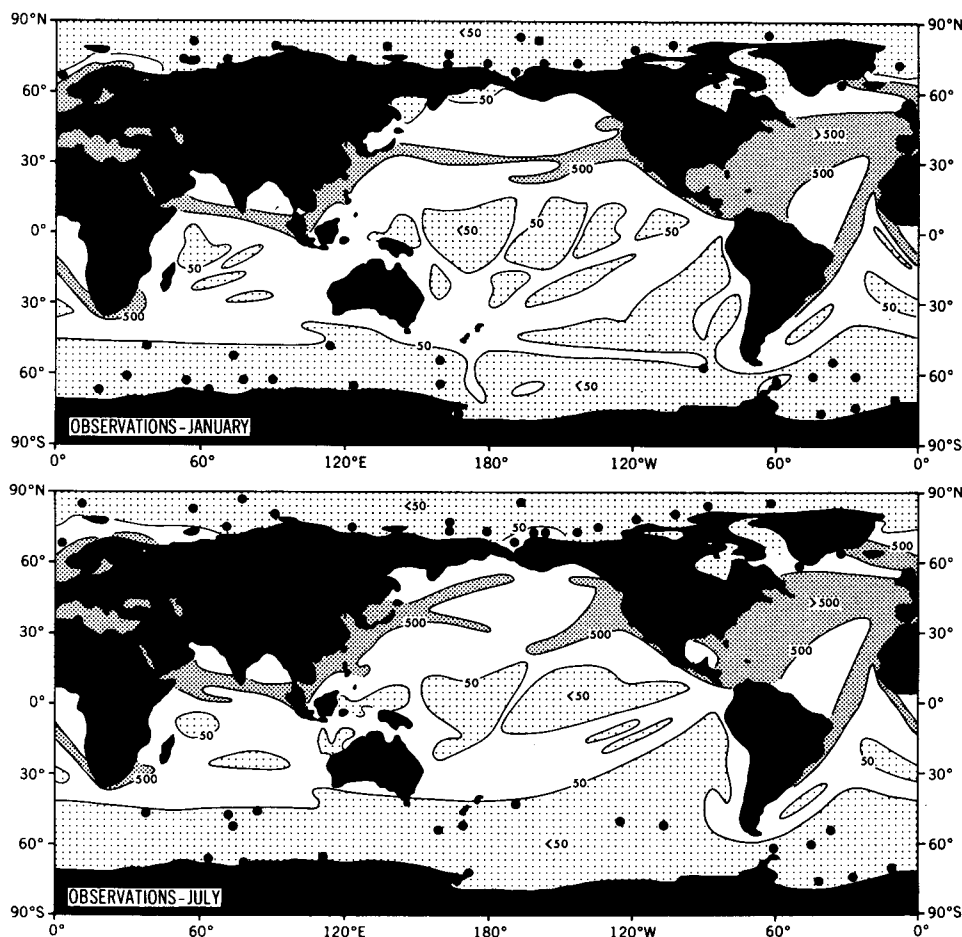 90°N <50 90°N
60° 50 60°
>500
30° 500 500 30°
0° 50 <50 50 50 0°
30° 500 50 30°
50
60° <50 60°
OBSERVATIONS-JANUARY
90°S 90°S
0° 60° 120°E 180° 120°W 60° 0°
90°N <50 90°N
50 500
60° 60°
>500
30° 500 500 500 30°
0° 500 50 <50 0°
50 50
30° 500 50 30°
60° <50 60°
OBSERVATIONS-JULY
90°S 90°S
0° 60° 120°E 180° 120°W 60° 0°